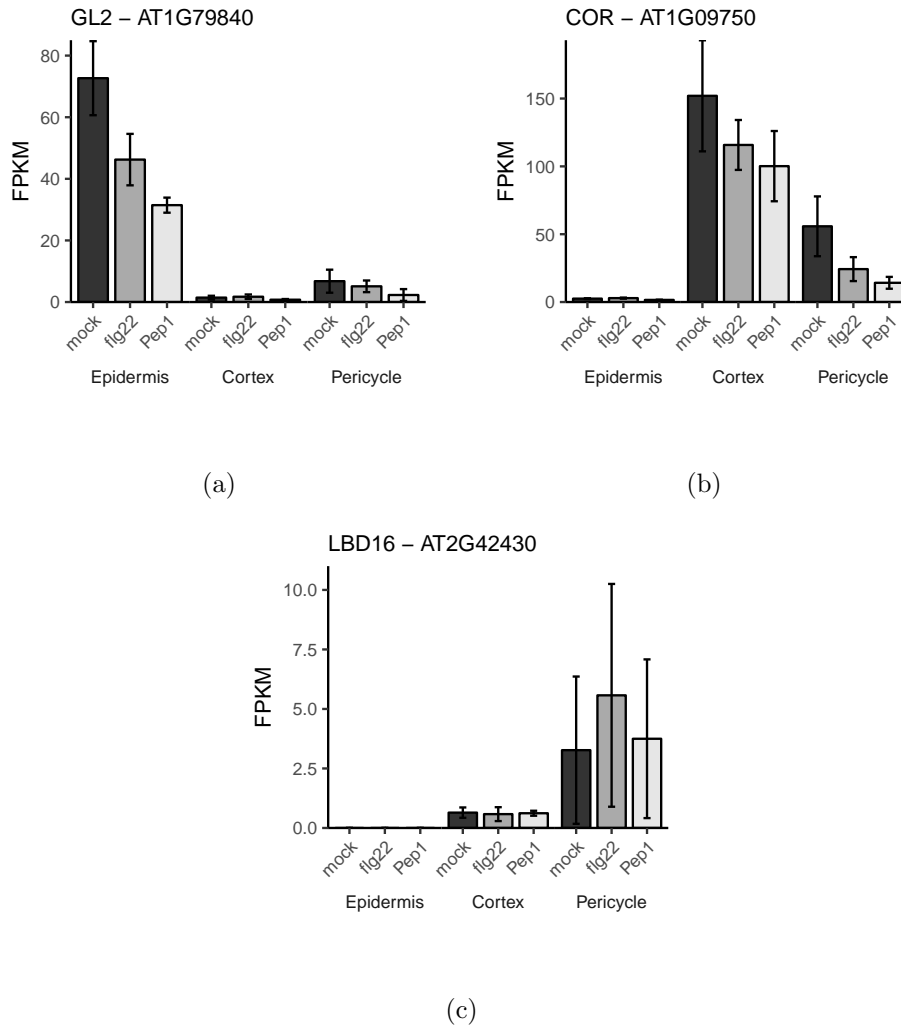 GL2 – AT1G79840
FPKM
80
60
40
20
0
mock flg22 Pep1 mock flg22 Pep1 mock flg22 Pep1
Epidermis Cortex Pericycle
(a)
COR – AT1G09750
FPKM
150
100
50
0
mock flg22 Pep1 mock flg22 Pep1 mock flg22 Pep1
Epidermis Cortex Pericycle
(b)
LBD16 – AT2G42430
FPKM
10.0
7.5
5.0
2.5
0.0
mock flg22 Pep1 mock flg22 Pep1 mock flg22 Pep1
Epidermis Cortex Pericycle
(c)